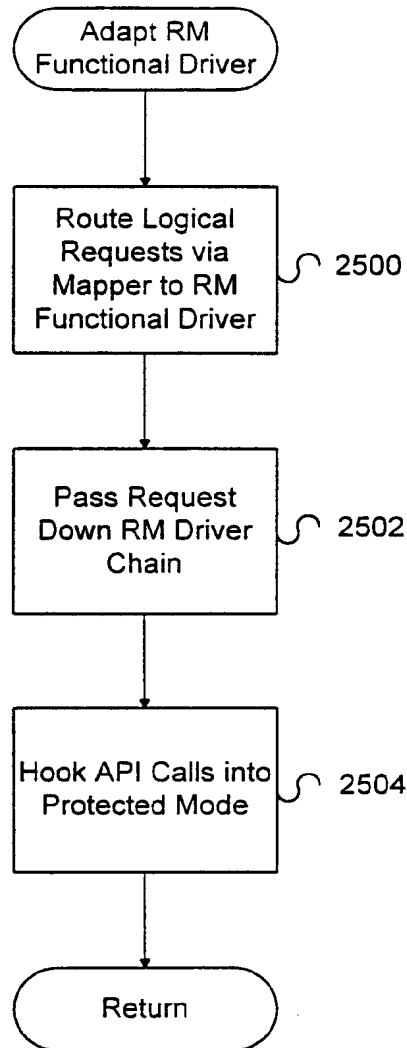 Adapt RM
Functional Driver
Route Logical
Requests via
Mapper to RM
Functional Driver
2500
Pass Request
Down RM Driver
Chain
2502
Hook API Calls into
Protected Mode
2504
Return